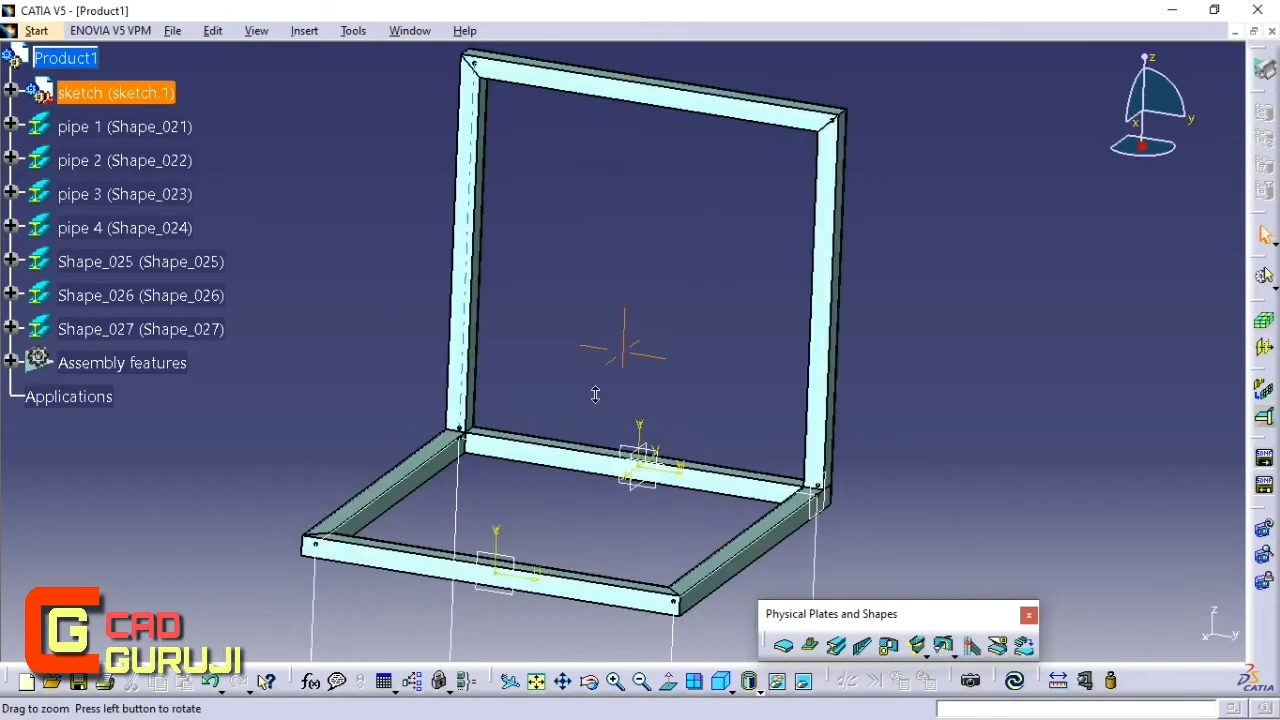 CATIA V5 - [Product1]
Start ENOVIA V5 VPM File Edit View Insert Tools Window Help
Product1
sketch (sketch.1)
pipe 1 (Shape_021)
pipe 2 (Shape_022)
pipe 3 (Shape_023)
pipe 4 (Shape_024)
Shape_025 (Shape_025)
Shape_026 (Shape_026)
Shape_027 (Shape_027)
Assembly features
Applications
z
y
x
y
y
z
x
y
Physical Plates and Shapes
CG CAD
GURUJI
f(x)
CATIA
Drag to zoom Press left button to rotate